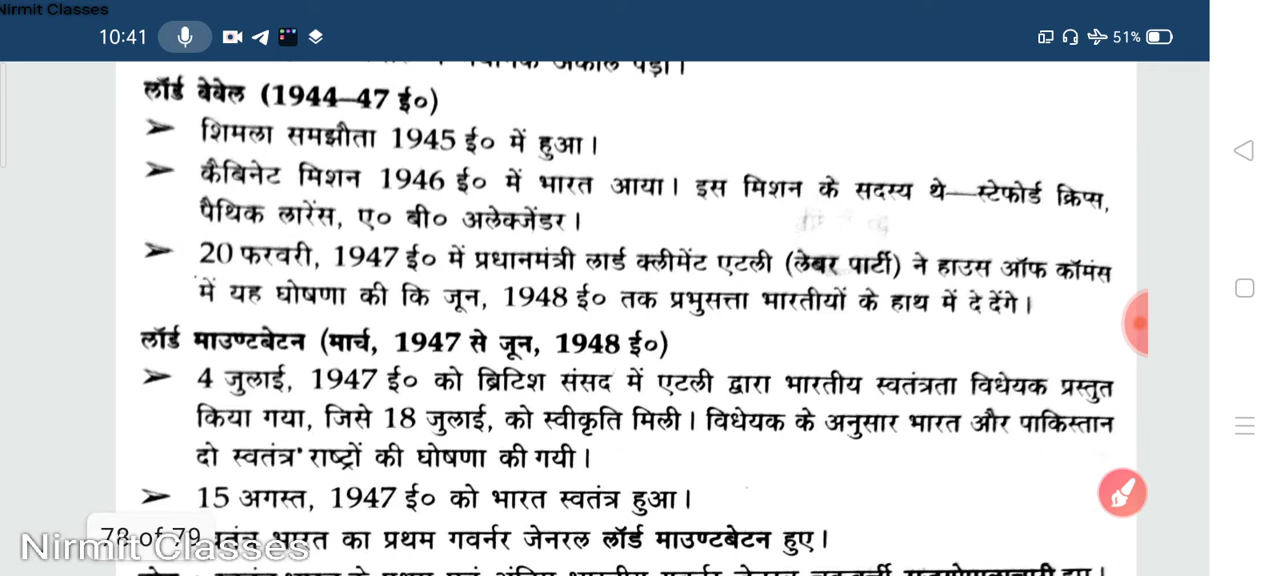 Nirmit Classes
10:41
51%
अकाल पड़ा।
लॉर्ड वेवेल (1944–47 ई०)
➤ शिमला समझौता 1945 ई० में हुआ।
➤ कैबिनेट मिशन 1946 ई० में भारत आया। इस मिशन के सदस्य थे—स्टेफोर्ड क्रिप्स,
पैथिक लारेंस, ए० बी० अलेक्जेंडर।
➤ 20 फरवरी, 1947 ई० में प्रधानमंत्री लार्ड क्लीमेंट एटली (लेबर पार्टी) ने हाउस ऑफ कॉमंस
में यह घोषणा की कि जून, 1948 ई० तक प्रभुसत्ता भारतीयों के हाथ में दे देंगे।
लॉर्ड माउण्टबेटन (मार्च, 1947 से जून, 1948 ई०)
➤ 4 जुलाई, 1947 ई० को ब्रिटिश संसद में एटली द्वारा भारतीय स्वतंत्रता विधेयक प्रस्तुत
किया गया, जिसे 18 जुलाई, को स्वीकृति मिली। विधेयक के अनुसार भारत और पाकिस्तान
दो स्वतंत्र राष्ट्रों की घोषणा की गयी।
➤ 15 अगस्त, 1947 ई० को भारत स्वतंत्र हुआ।
78 of 79
भारत का प्रथम गवर्नर जेनरल लॉर्ड माउण्टबेटन हुए।
Nirmit Classes